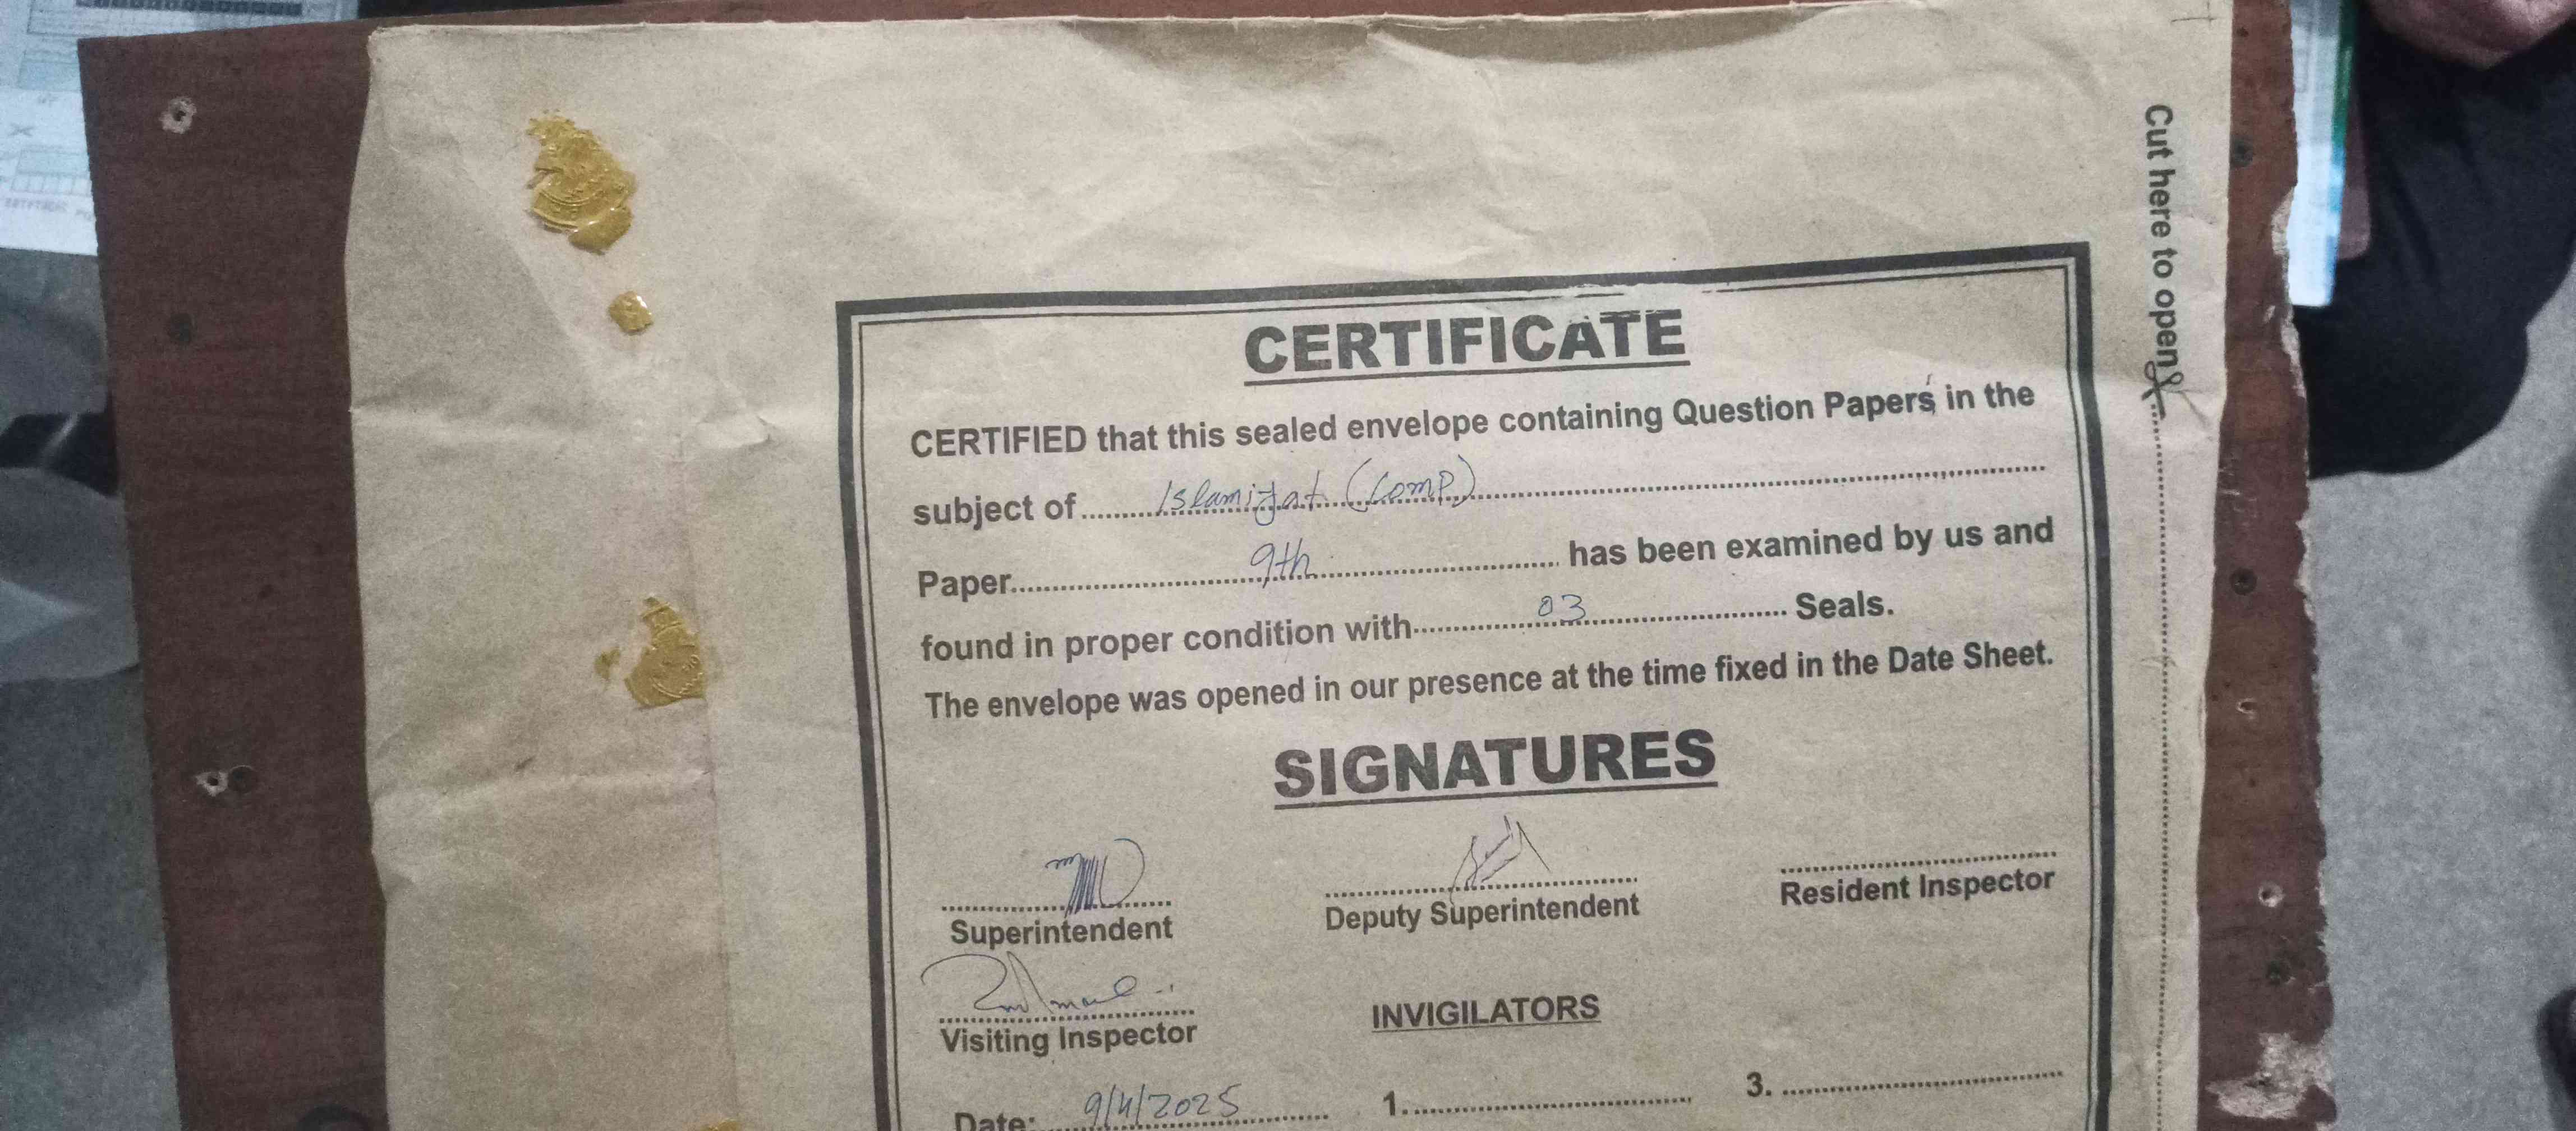 Cut here to open
CERTIFICATE
CERTIFIED that this sealed envelope containing Question Papers in the
subject of Islamiyat (Comp)
Paper 9th has been examined by us and
found in proper condition with 03 Seals.
The envelope was opened in our presence at the time fixed in the Date Sheet.
SIGNATURES
Superintendent
Deputy Superintendent
Resident Inspector
Visiting Inspector
INVIGILATORS
Date: 9/4/2025
1.
3.